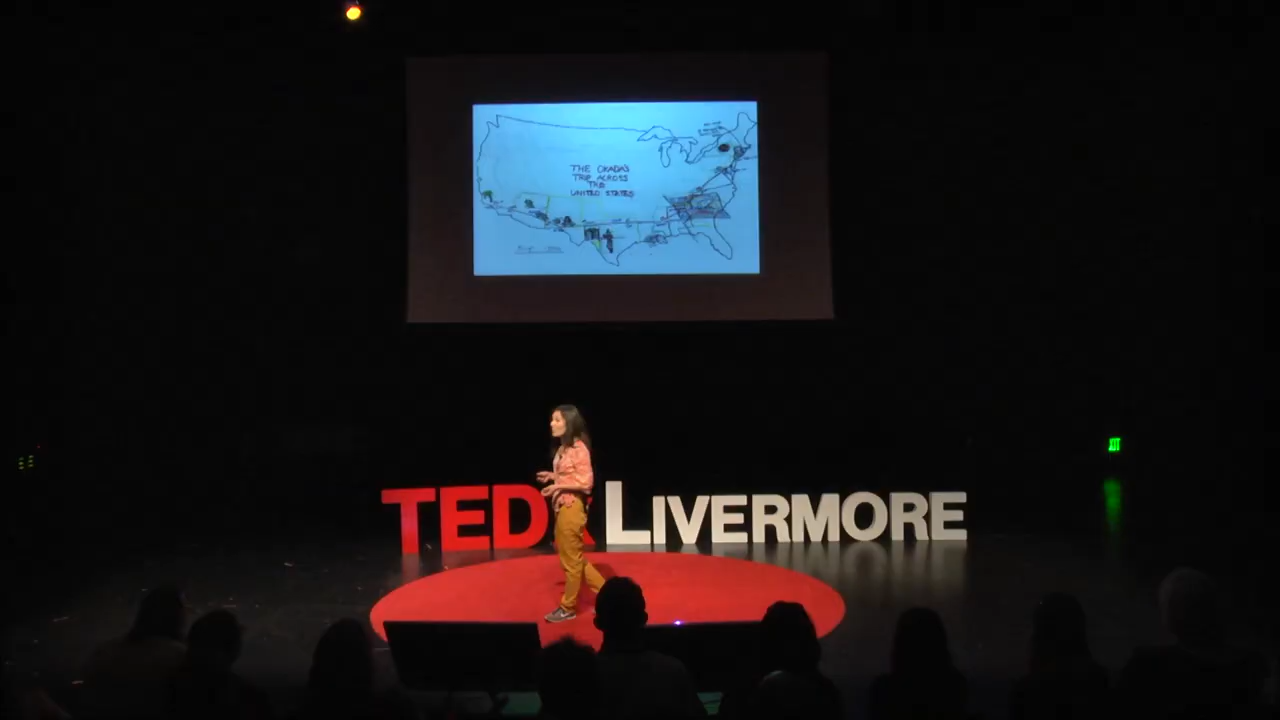 THE OKADA'S
TRIP ACROSS
THE
UNITED STATES
TEDx LIVERMORE